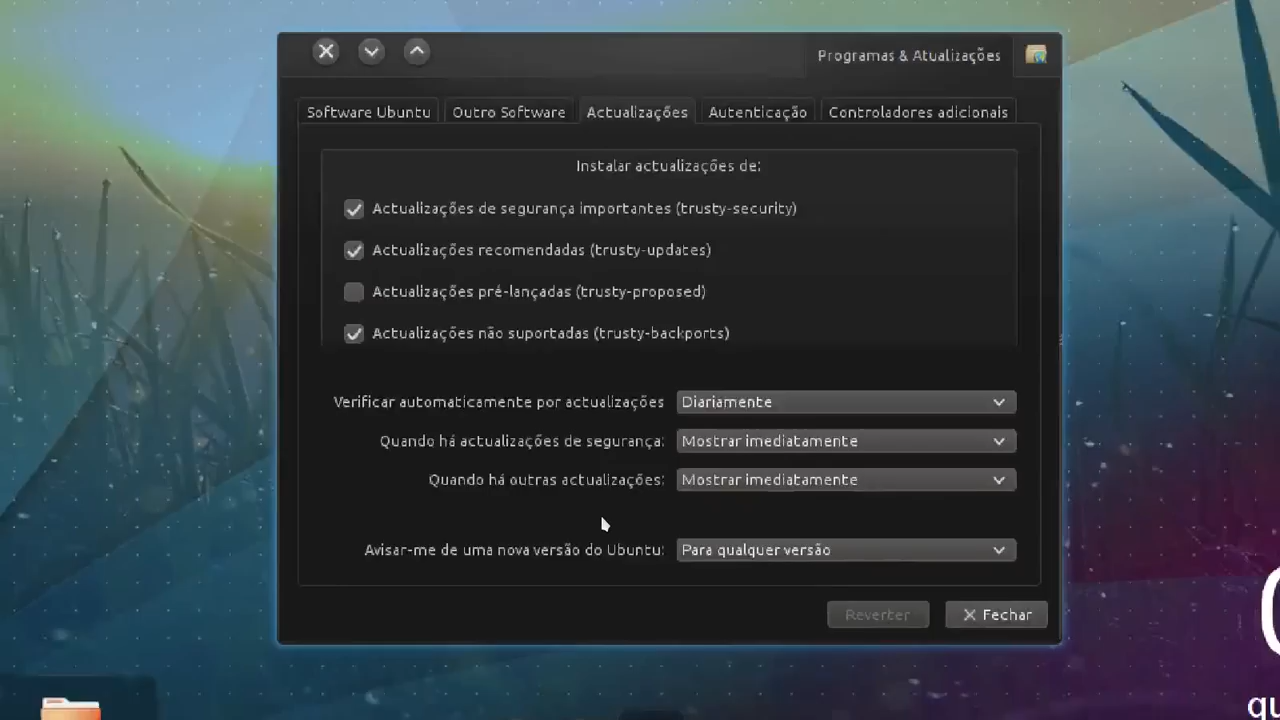 Programas & Atualizações
Software Ubuntu
Outro Software
Actualizações
Autenticação
Controladores adicionais
Instalar actualizações de:
Actualizações de segurança importantes (trusty-security)
Actualizações recomendadas (trusty-updates)
Actualizações pré-lançadas (trusty-proposed)
Actualizações não suportadas (trusty-backports)
Verificar automaticamente por actualizações
Diariamente
Quando há actualizações de segurança:
Mostrar imediatamente
Quando há outras actualizações:
Mostrar imediatamente
Avisar-me de uma nova versão do Ubuntu:
Para qualquer versão
Reverter
Fechar